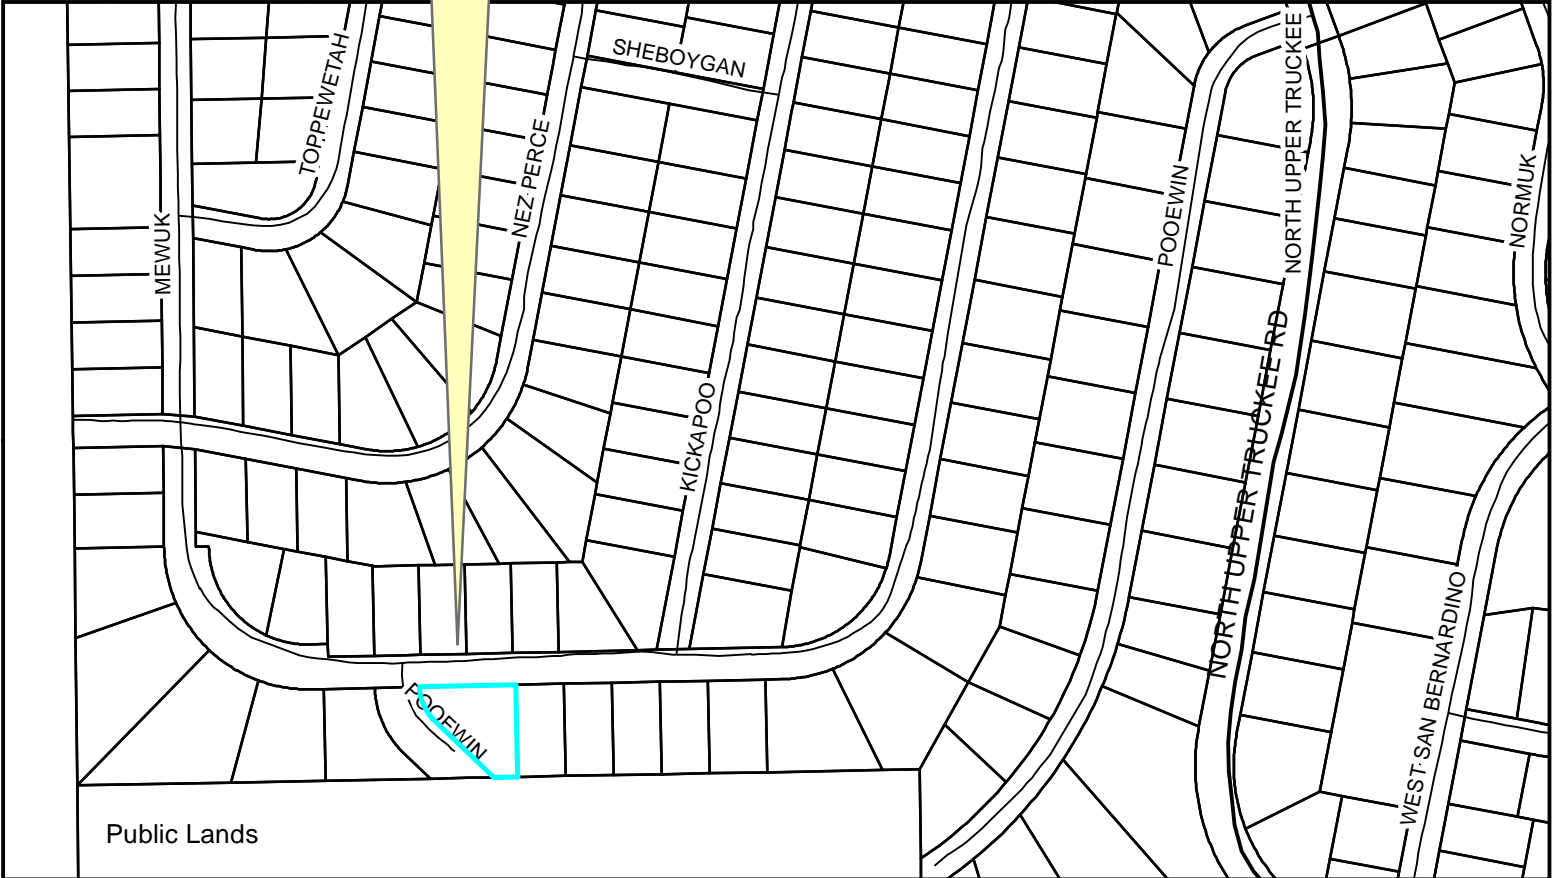 SHEBOYGAN
TOPPEWETAH
NORTH UPPER TRUCKEE
NEZ PERCE
POOEWIN
NORMUK
MEWUK
NORTH UPPER TRUCKEE RD
KICKAPOO
WEST SAN BERNARDINO
POOEWIN
Public Lands